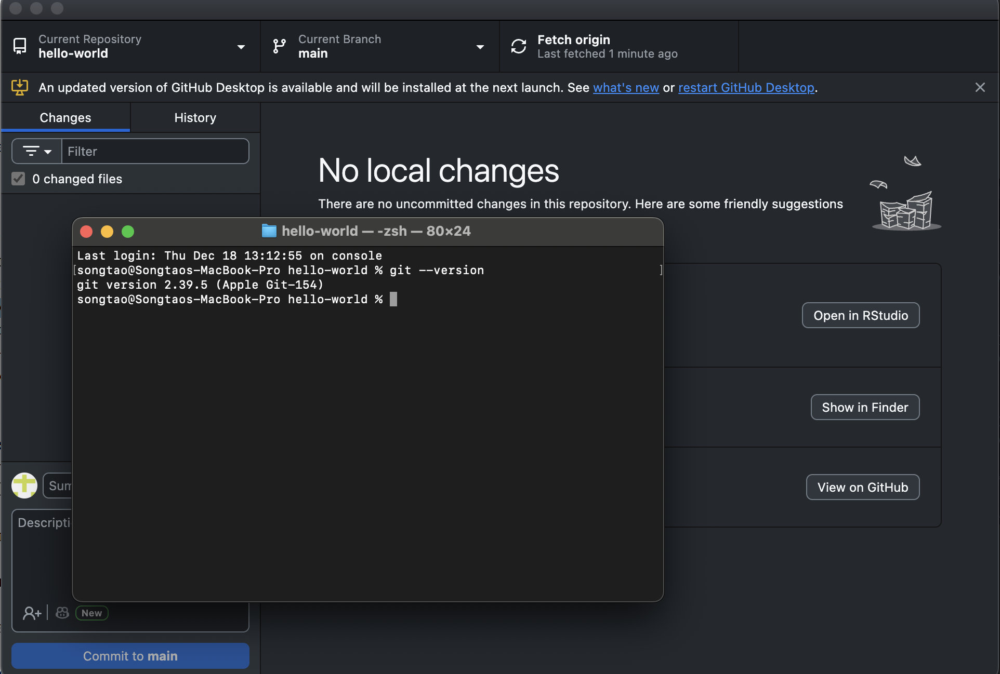 Current Repository
hello-world
Current Branch
main
Fetch origin
Last fetched 1 minute ago
An updated version of GitHub Desktop is available and will be installed at the next launch. See what's new or restart GitHub Desktop.
Changes
History
Filter
0 changed files
No local changes
There are no uncommitted changes in this repository. Here are some friendly suggestions
hello-world — -zsh — 80×24
Last login: Thu Dec 18 13:12:55 on console
[songtao@Songtaos-MacBook-Pro hello-world % git --version ]
git version 2.39.5 (Apple Git-154)
songtao@Songtaos-MacBook-Pro hello-world %
Open in RStudio
Show in Finder
View on GitHub
Sum
Descripti
New
Commit to main